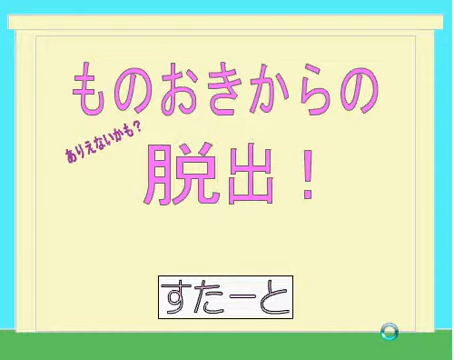 ものおきからの
ありえないかも？
脱出！
すたーと